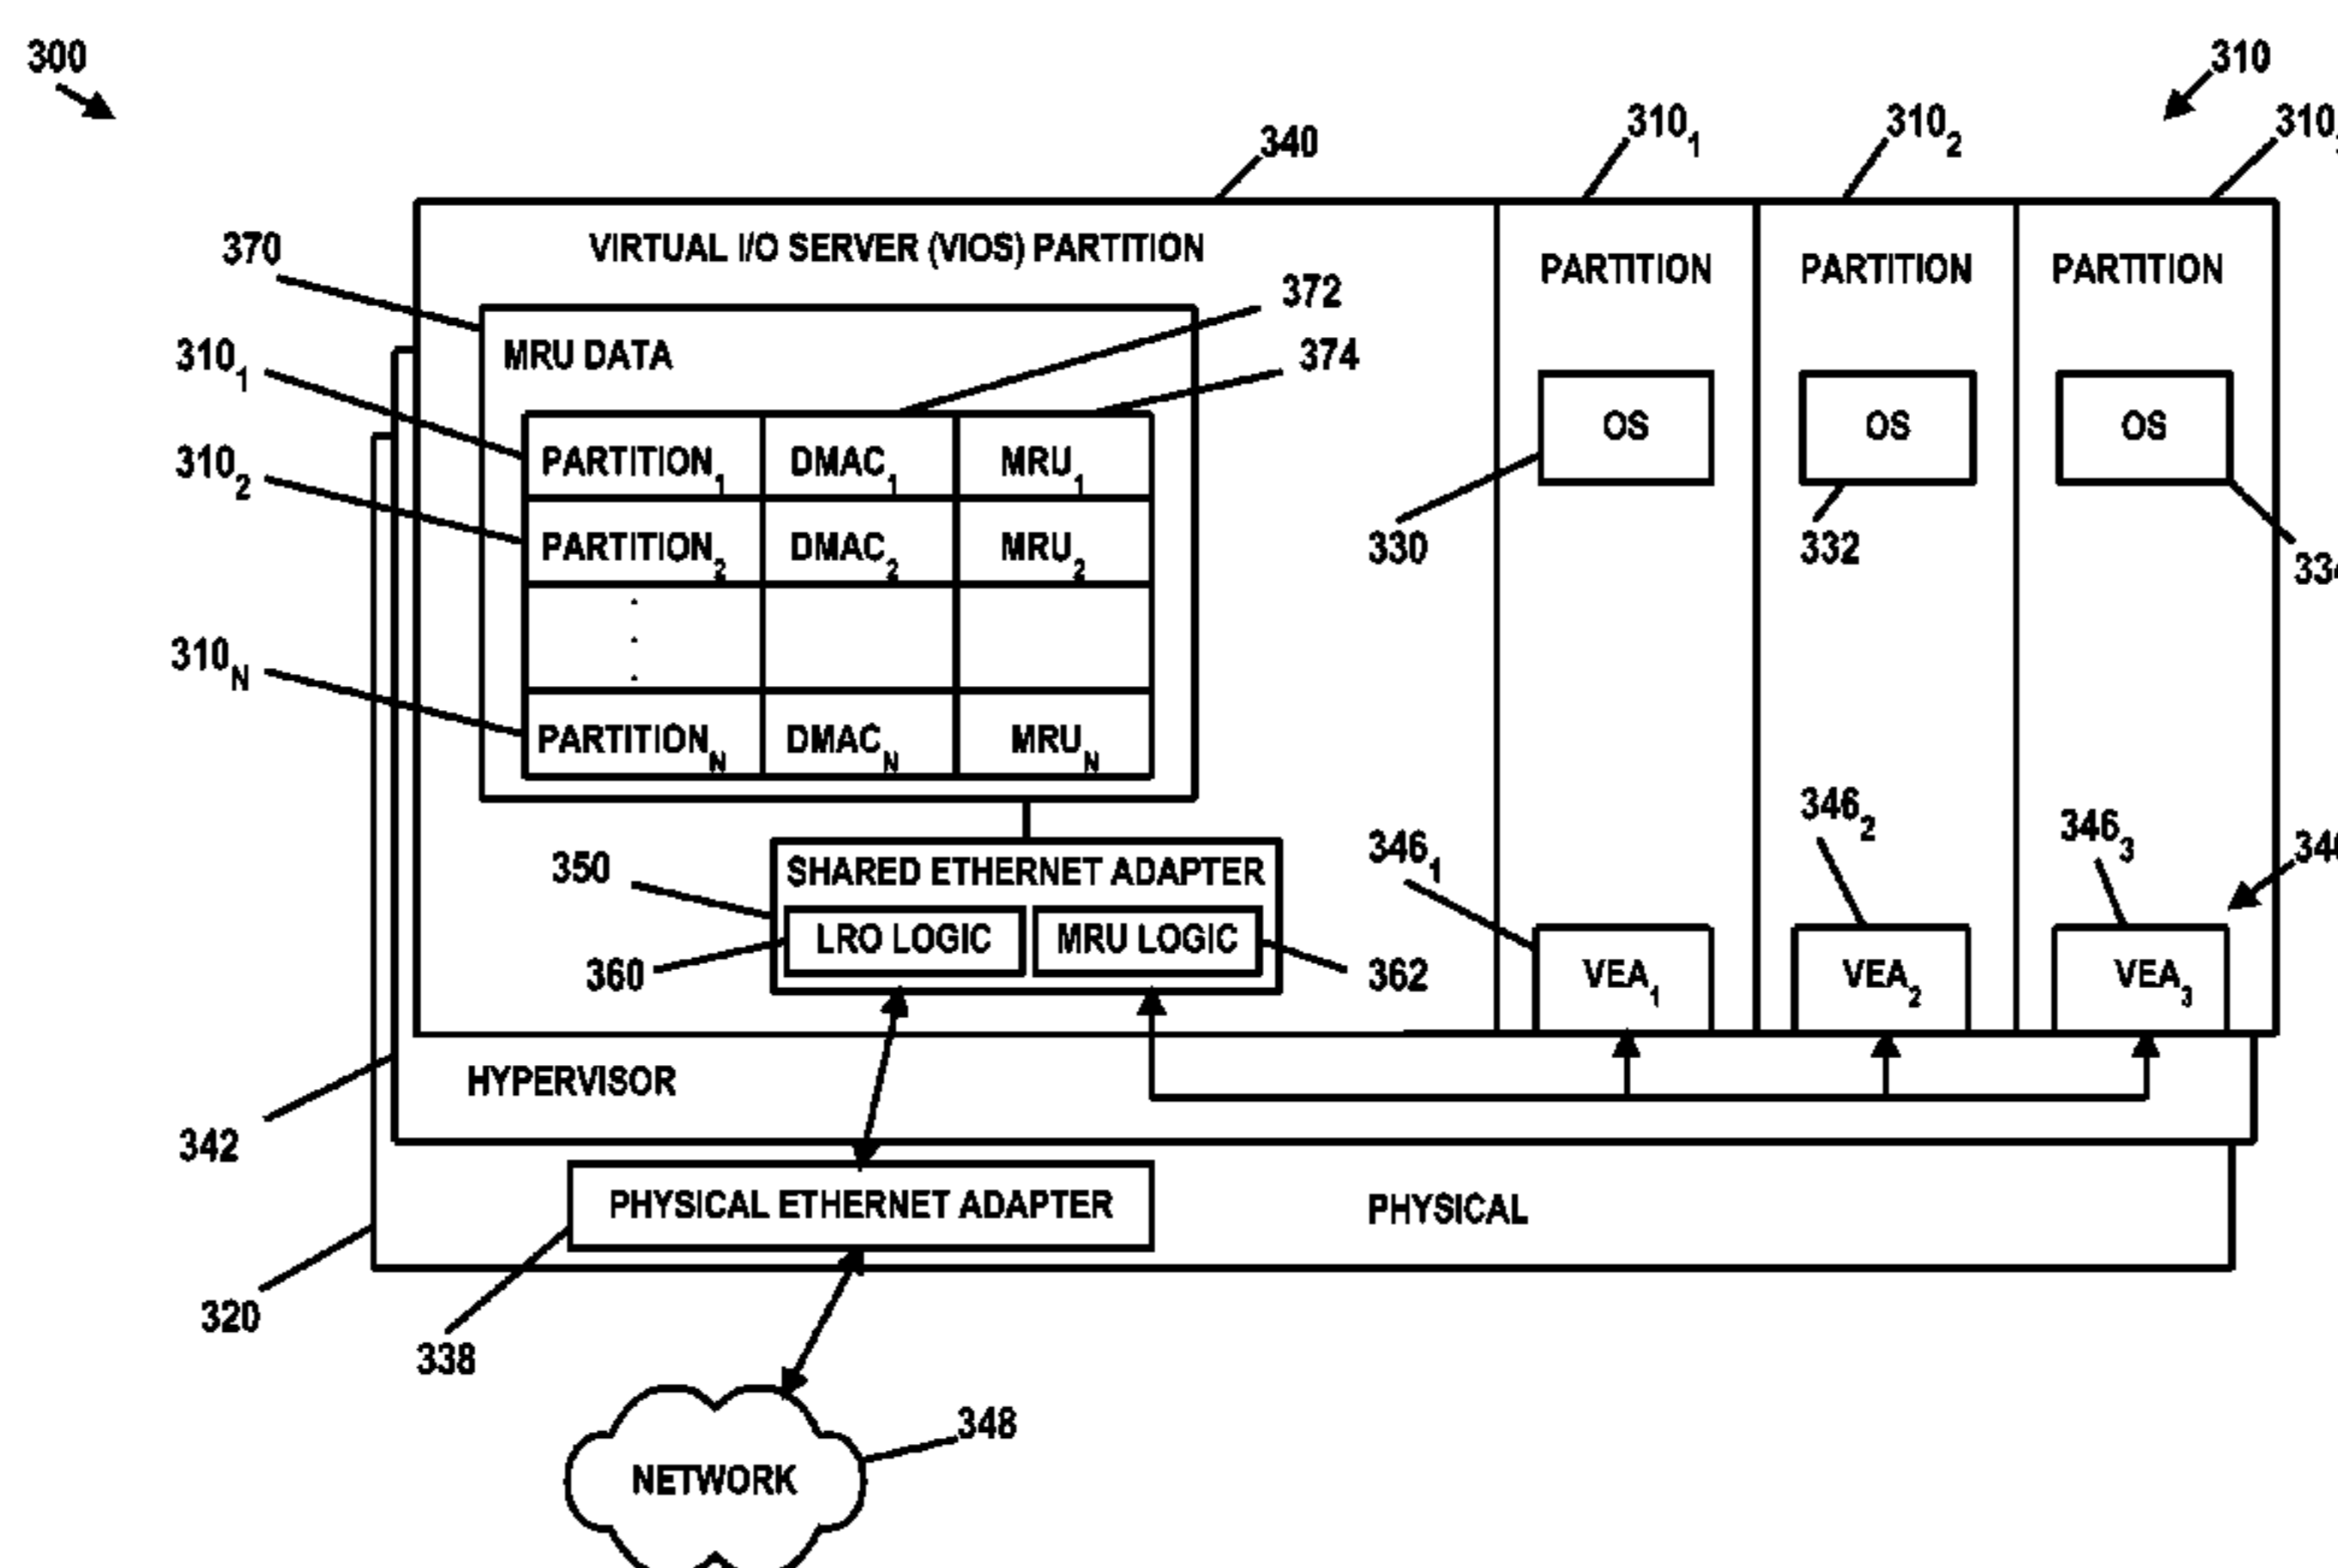 300
310
310₁
310₂
310
340
VIRTUAL I/O SERVER (VIOS) PARTITION
PARTITION
PARTITION
PARTITION
370
372
374
MRU DATA
310₁
310₂
310N
PARTITION₁ DMAC₁ MRU₁
PARTITION₂ DMAC₂ MRU₂
.
.
.
PARTITIONN DMACN MRUN
OS
OS
OS
330
332
334
346₁
346₂
346₃
350
SHARED ETHERNET ADAPTER
LRO LOGIC
MRU LOGIC
360
362
VEA₁
VEA₂
VEA₃
HYPERVISOR
342
PHYSICAL ETHERNET ADAPTER
PHYSICAL
320
338
348
NETWORK